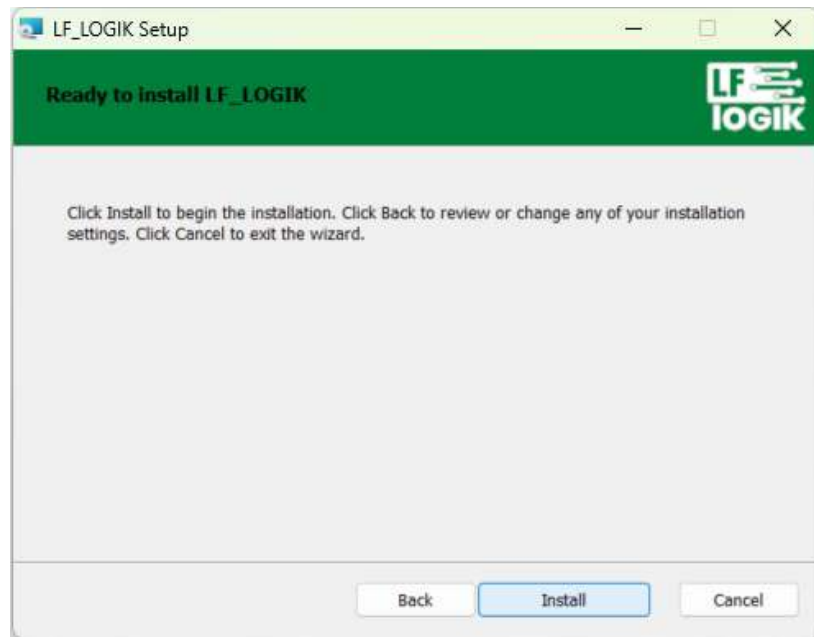 LF_LOGIK Setup
Ready to install LF_LOGIK
LF
lOGIK
Click Install to begin the installation. Click Back to review or change any of your installation
settings. Click Cancel to exit the wizard.
Back
Install
Cancel